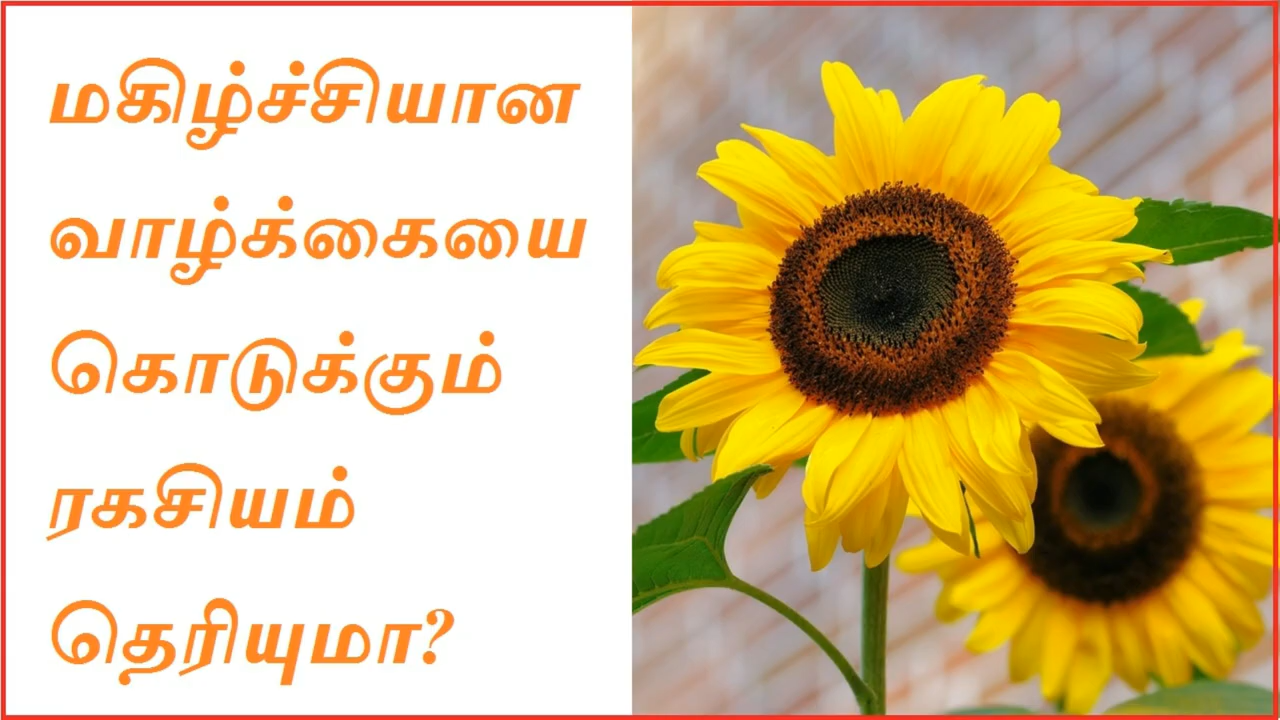 மகிழ்ச்சியான
வாழ்க்கையை
கொடுக்கும்
ரகசியம்
தெரியுமா?